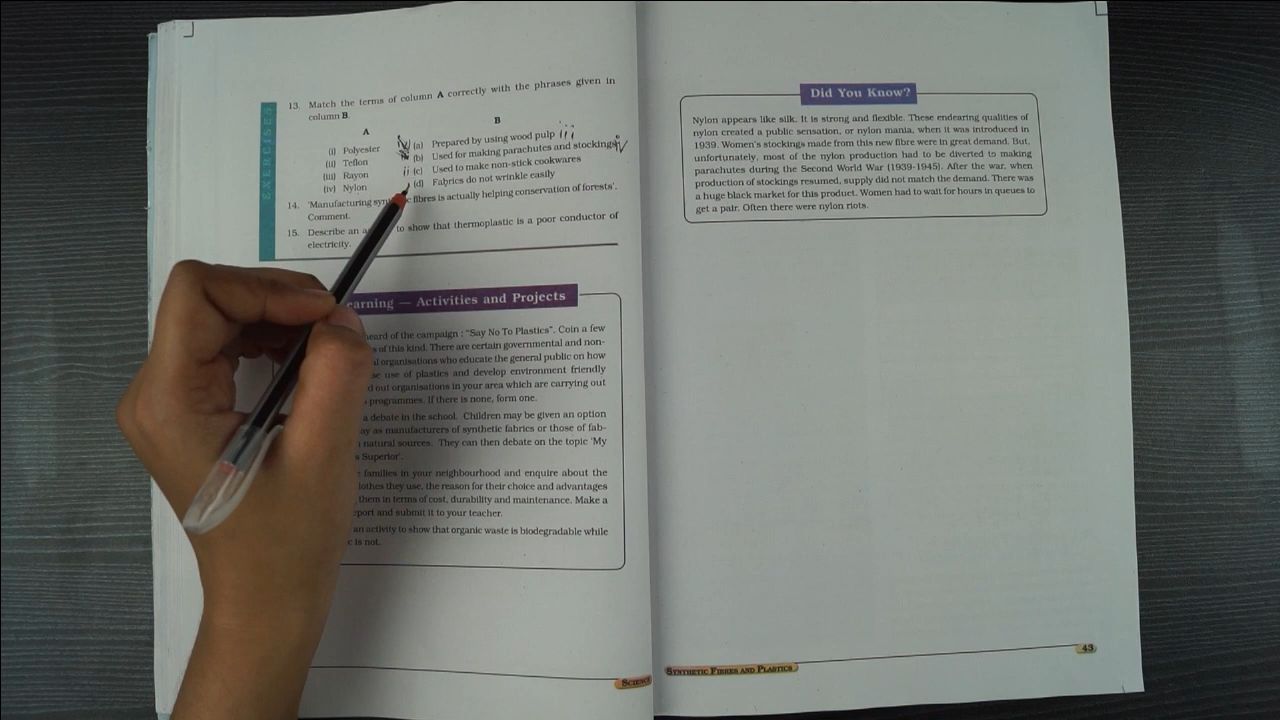 EXERCISES
13. Match the terms of column A correctly with the phrases given in
column B.
A B
(i) Polyester (a) Prepared by using wood pulp iii
(ii) Teflon (b) Used for making parachutes and stockings iv
(iii) Rayon ii (c) Used to make non-stick cookwares
(iv) Nylon (d) Fabrics do not wrinkle easily
14. 'Manufacturing fibres is actually helping conservation of forests'.
Comment.
15. Describe an to show that thermoplastic is a poor conductor of
electricity.
earning — Activities and Projects
heard of the campaign : "Say No To Plastics". Coin a few
of this kind. There are certain governmental and non-
organisations who educate the general public on how
use of plastics and develop environment friendly
out organisations in your area which are carrying out
programmes. If there is none, form one.
a debate in the school. Children may be given an option
as manufacturers of synthetic fabrics or those of fab-
natural sources. They can then debate on the topic 'My
Superior'.
families in your neighbourhood and enquire about the
they use, the reason for their choice and advantages
them in terms of cost, durability and maintenance. Make a
and submit it to your teacher.
an activity to show that organic waste is biodegradable while
is not.
SCIENCE
Did You Know?
Nylon appears like silk. It is strong and flexible. These endearing qualities of
nylon created a public sensation, or nylon mania, when it was introduced in
1939. Women's stockings made from this new fibre were in great demand. But,
unfortunately, most of the nylon production had to be diverted to making
parachutes during the Second World War (1939-1945). After the war, when
production of stockings resumed, supply did not match the demand. There was
a huge black market for this product. Women had to wait for hours in queues to
get a pair. Often there were nylon riots.
SYNTHETIC FIBRES AND PLASTICS
43